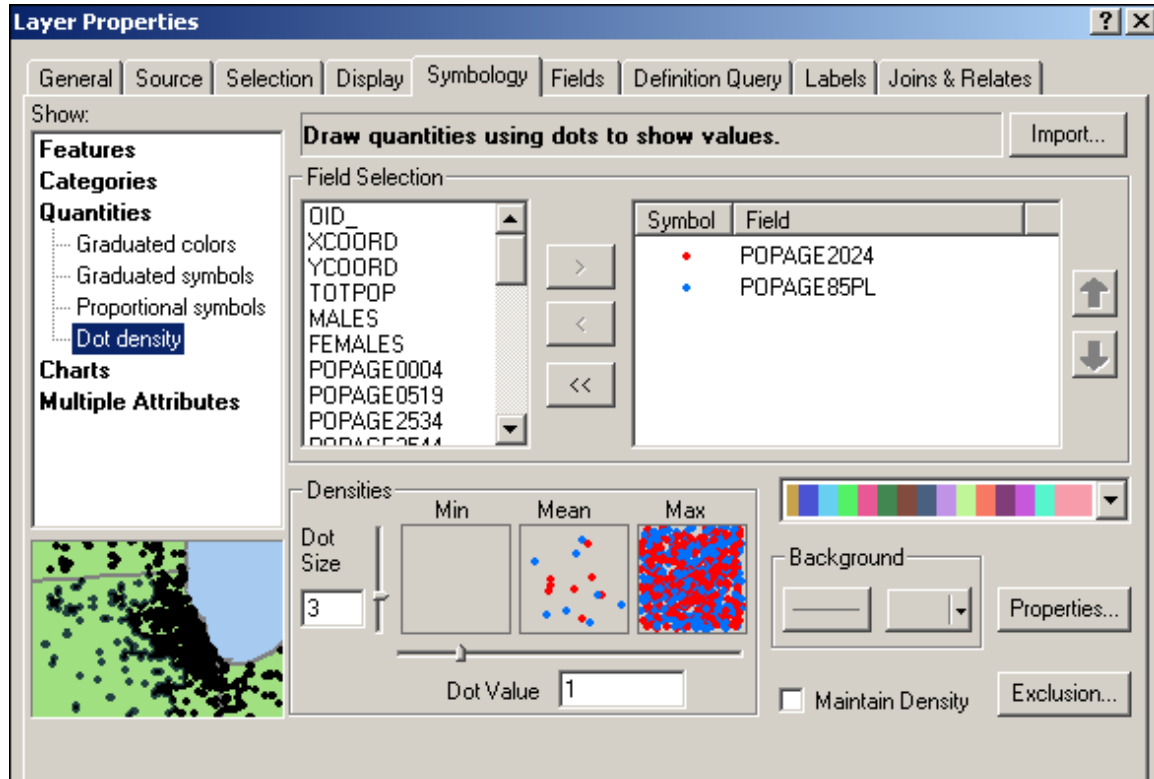 Layer Properties
General Source Selection Display Symbology Fields Definition Query Labels Joins & Relates
Show:
Features
Categories
Quantities
Graduated colors
Graduated symbols
Proportional symbols
Dot density
Charts
Multiple Attributes
Draw quantities using dots to show values.
Import...
Field Selection
OID_
XCOORD
YCOORD
TOTPOP
MALES
FEMALES
POPAGE0004
POPAGE0519
POPAGE2534
>
<
<<
Symbol Field
POPAGE2024
POPAGE85PL
Densities
Min Mean Max
Dot
Size
3
Dot Value 1
Background
Properties...
Maintain Density
Exclusion...